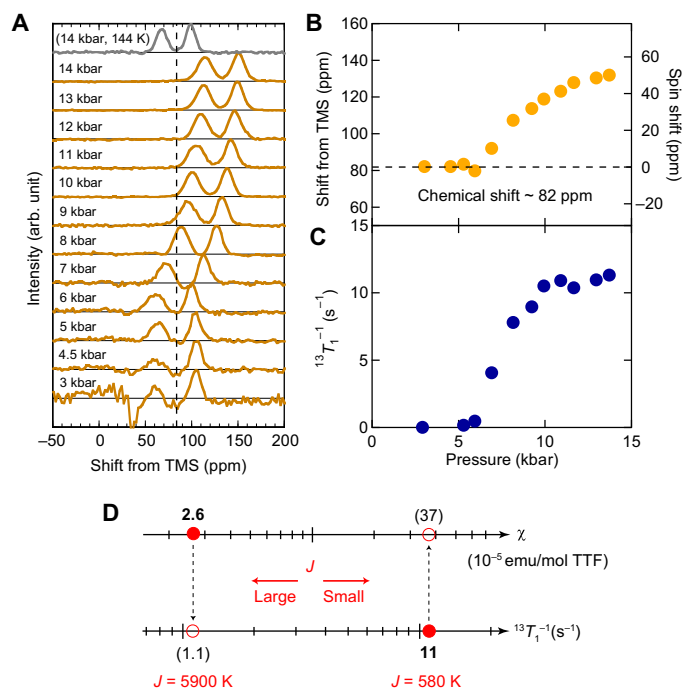 A
(14 kbar, 144 K)
14 kbar
13 kbar
12 kbar
11 kbar
10 kbar
9 kbar
8 kbar
7 kbar
6 kbar
5 kbar
4.5 kbar
3 kbar
Intensity (arb. unit)
−50 0 50 100 150 200
Shift from TMS (ppm)
B
160
140
120
100
80
60
Shift from TMS (ppm)
50
0
−20
Spin shift (ppm)
Chemical shift ~ 82 ppm
C
15
10
5
0
¹³T₁⁻¹ (s⁻¹)
0 5 10 15
Pressure (kbar)
D
2.6 (37)
χ
(10⁻⁵ emu/mol TTF)
J
Large Small
¹³T₁⁻¹(s⁻¹)
(1.1) 11
J = 5900 K J = 580 K